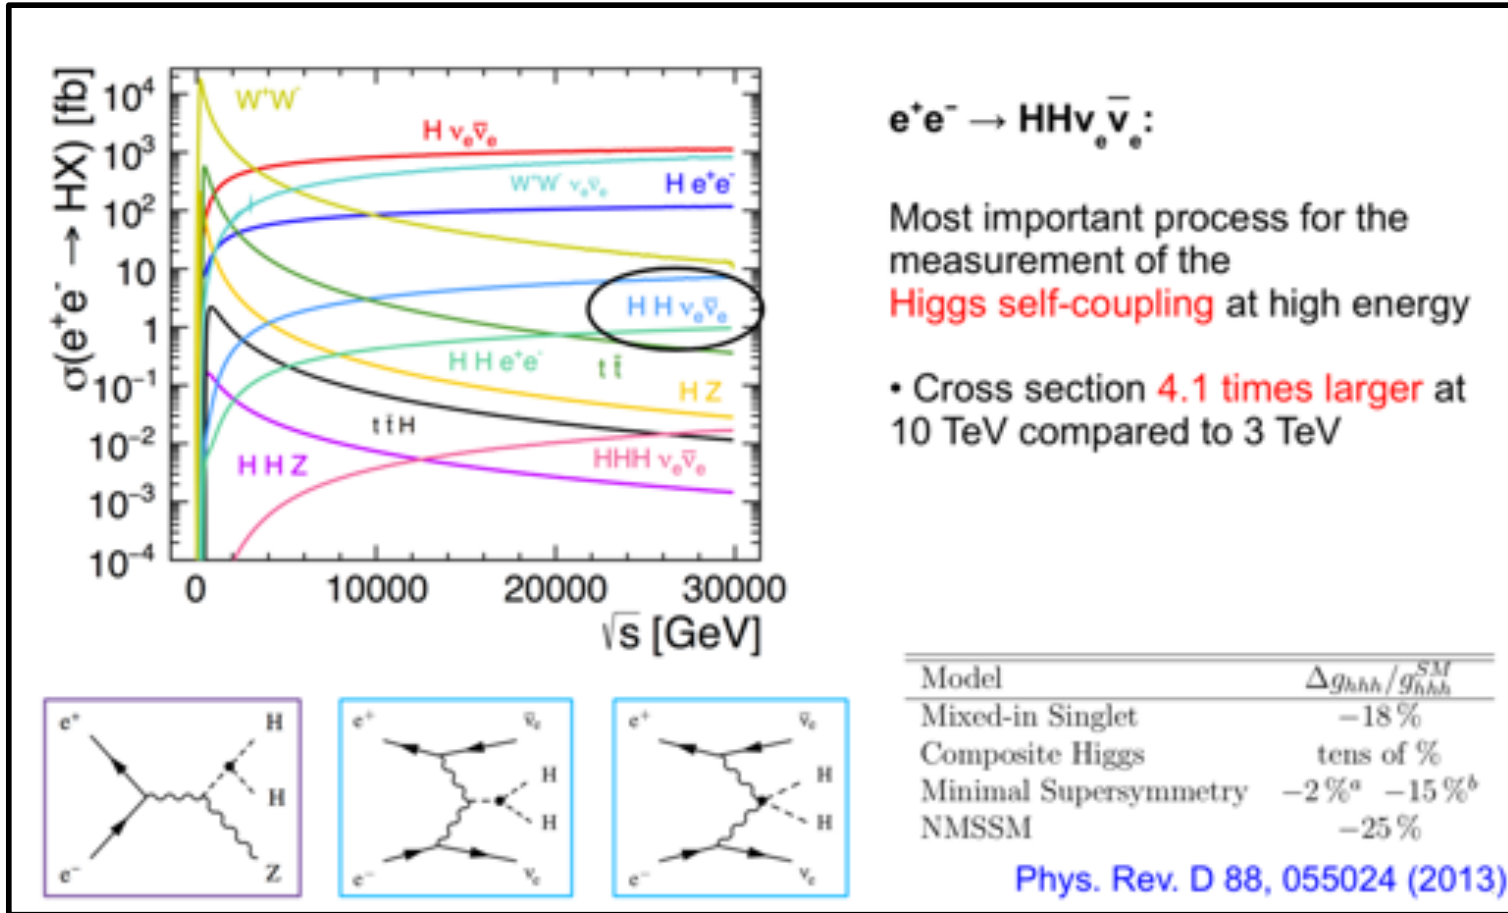 σ(e⁺e⁻ → HX) [fb]
10⁴
10³
10²
10
1
10⁻¹
10⁻²
10⁻³
10⁻⁴
W⁺W⁻
H νₑν̅ₑ
W⁺W⁻ νₑν̅ₑ
H e⁺e⁻
H H νₑν̅ₑ
H H e⁺e⁻
t t̄
H Z
t t̄ H
H H Z
HHH νₑν̅ₑ
0 10000 20000 30000
√s [GeV]
e⁺e⁻ → HHνₑν̅ₑ:
Most important process for the
measurement of the
Higgs self-coupling at high energy
• Cross section 4.1 times larger at
10 TeV compared to 3 TeV
e⁺ H
H
e⁻ Z
e⁺ ν̅ₑ
H
H
e⁻ νₑ
e⁺ ν̅ₑ
H
H
e⁻ νₑ
Model Δg_hhh/g_hhh^SM
Mixed-in Singlet −18 %
Composite Higgs tens of %
Minimal Supersymmetry −2 %ᵃ −15 %ᵇ
NMSSM −25 %
Phys. Rev. D 88, 055024 (2013)